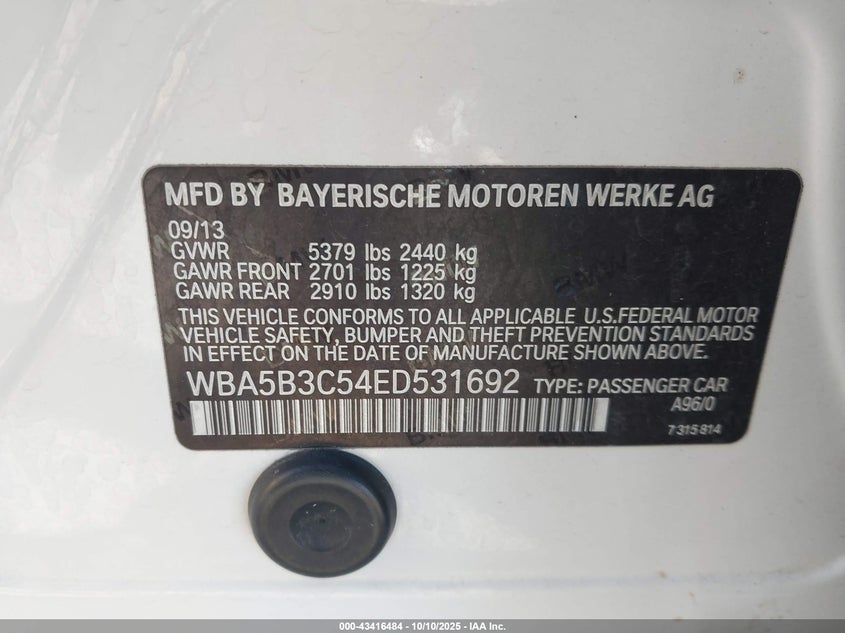 MFD BY BAYERISCHE MOTOREN WERKE AG
09/13
GVWR 5379 lbs 2440 kg
GAWR FRONT 2701 lbs 1225 kg
GAWR REAR 2910 lbs 1320 kg
THIS VEHICLE CONFORMS TO ALL APPLICABLE U.S.FEDERAL MOTOR
VEHICLE SAFETY, BUMPER AND THEFT PREVENTION STANDARDS
IN EFFECT ON THE DATE OF MANUFACTURE SHOWN ABOVE.
WBA5B3C54ED531692 TYPE: PASSENGER CAR
A96/0
7 315 814
000-43416484 - 10/10/2025 - IAA Inc.